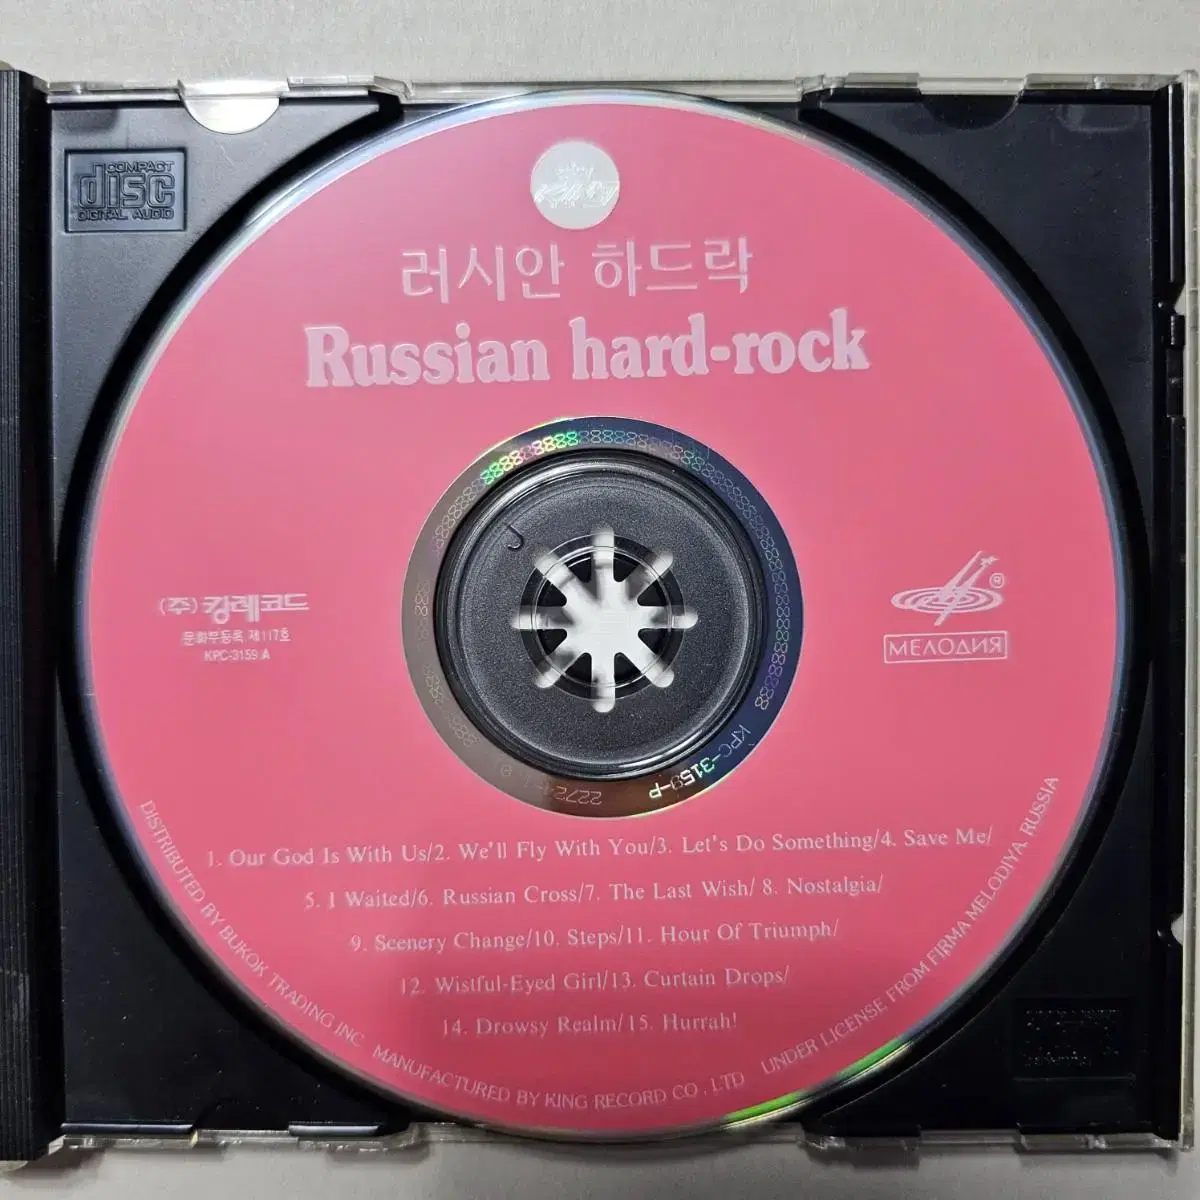 COMPACT
disc
DIGITAL AUDIO
러시안 하드락
Russian hard-rock
J
(주) 킹레코드
문화부등록 제117호
KPC-3159 A
®
МЕЛОДИЯ
KPC-3159-P
1. Our God Is With Us/2. We'll Fly With You/3. Let's Do Something/4. Save Me/
5. I Waited/6. Russian Cross/7. The Last Wish/ 8. Nostalgia/
9. Scenery Change/10. Steps/11. Hour Of Triumph/
12. Wistful-Eyed Girl/13. Curtain Drops/
14. Drowsy Realm/15. Hurrah!
DISTRIBUTED BY BUKOK TRADING INC MANUFACTURED BY KING RECORD CO., LTD UNDER LICENSE FROM FIRMA MELODIYA RUSSIA